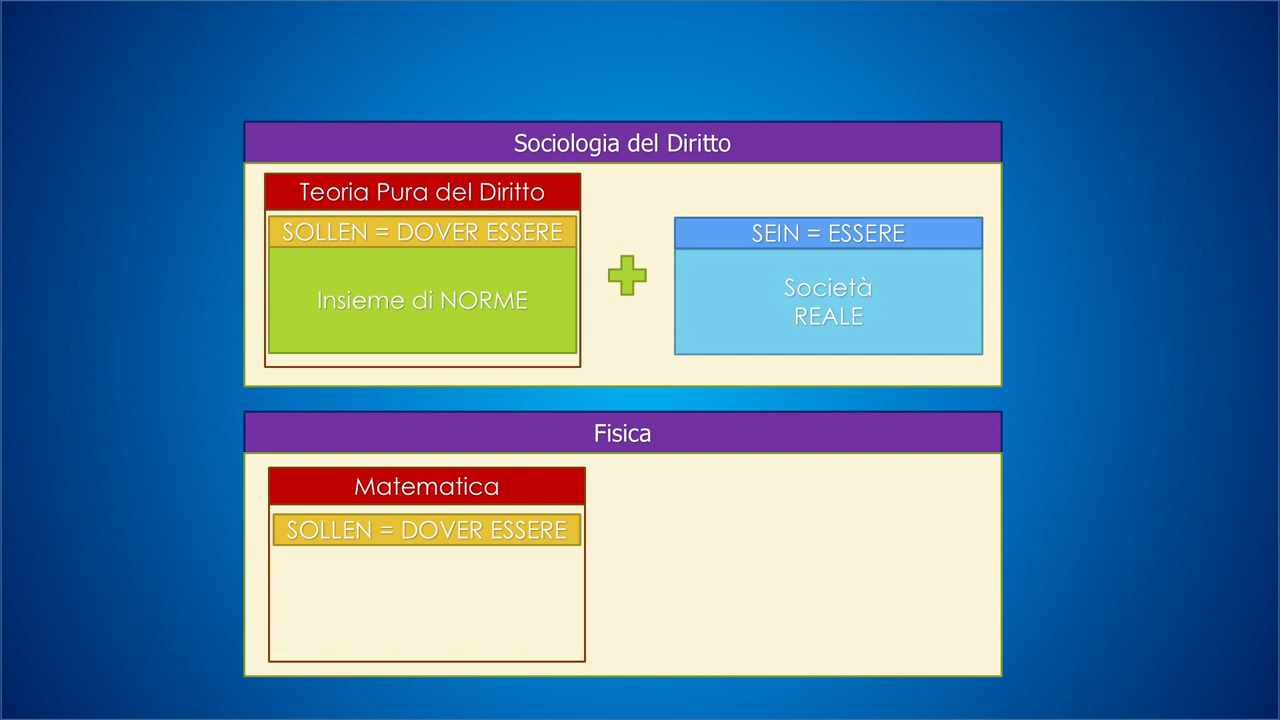 Sociologia del Diritto
Teoria Pura del Diritto
SOLLEN = DOVER ESSERE
Insieme di NORME
SEIN = ESSERE
Società
REALE
Fisica
Matematica
SOLLEN = DOVER ESSERE